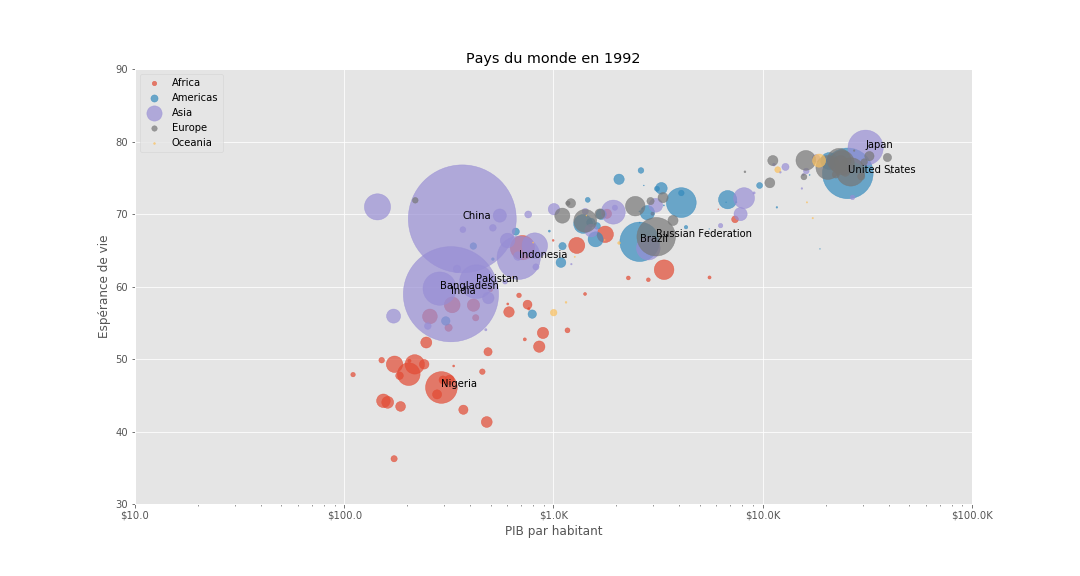 Pays du monde en 1992
90
80
70
60
50
40
30
Espérance de vie
Africa
Americas
Asia
Europe
Oceania
Japan
United States
China
Brazil
Russian Federation
Indonesia
Pakistan
Bangladesh
India
Nigeria
$10.0
$100.0
$1.0K
$10.0K
$100.0K
PIB par habitant